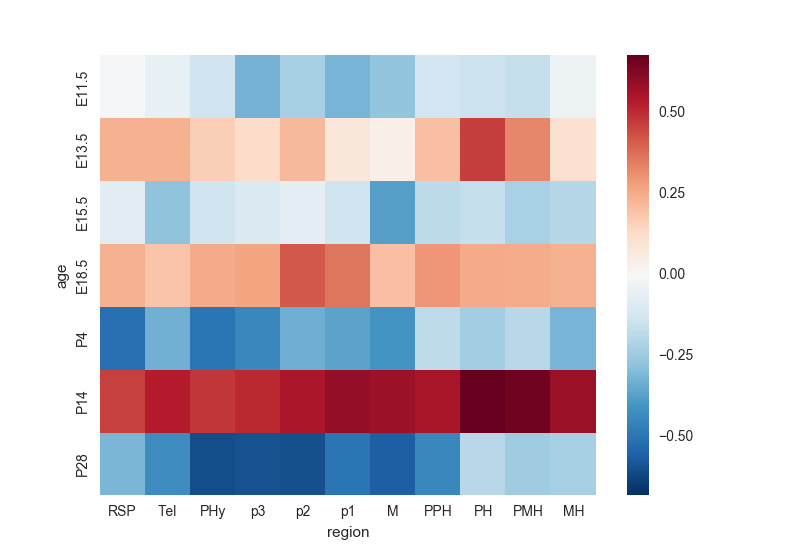 age
E11.5
E13.5
E15.5
E18.5
P4
P14
P28
RSP Tel PHy p3 p2 p1 M PPH PH PMH MH
region
0.50
0.25
0.00
−0.25
−0.50